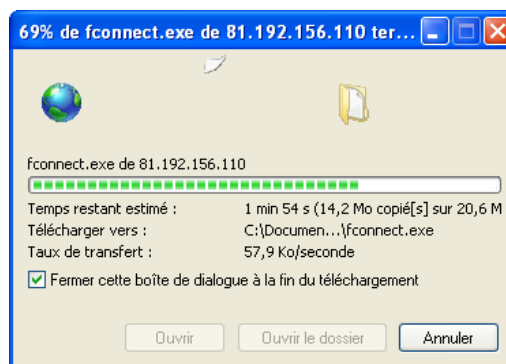 69% de fconnect.exe de 81.192.156.110 ter...
fconnect.exe de 81.192.156.110
Temps restant estimé : 1 min 54 s (14,2 Mo copié[s] sur 20,6 M
Télécharger vers : C:\Documen...\fconnect.exe
Taux de transfert : 57,9 Ko/seconde
Fermer cette boîte de dialogue à la fin du téléchargement
Ouvrir Ouvrir le dossier Annuler